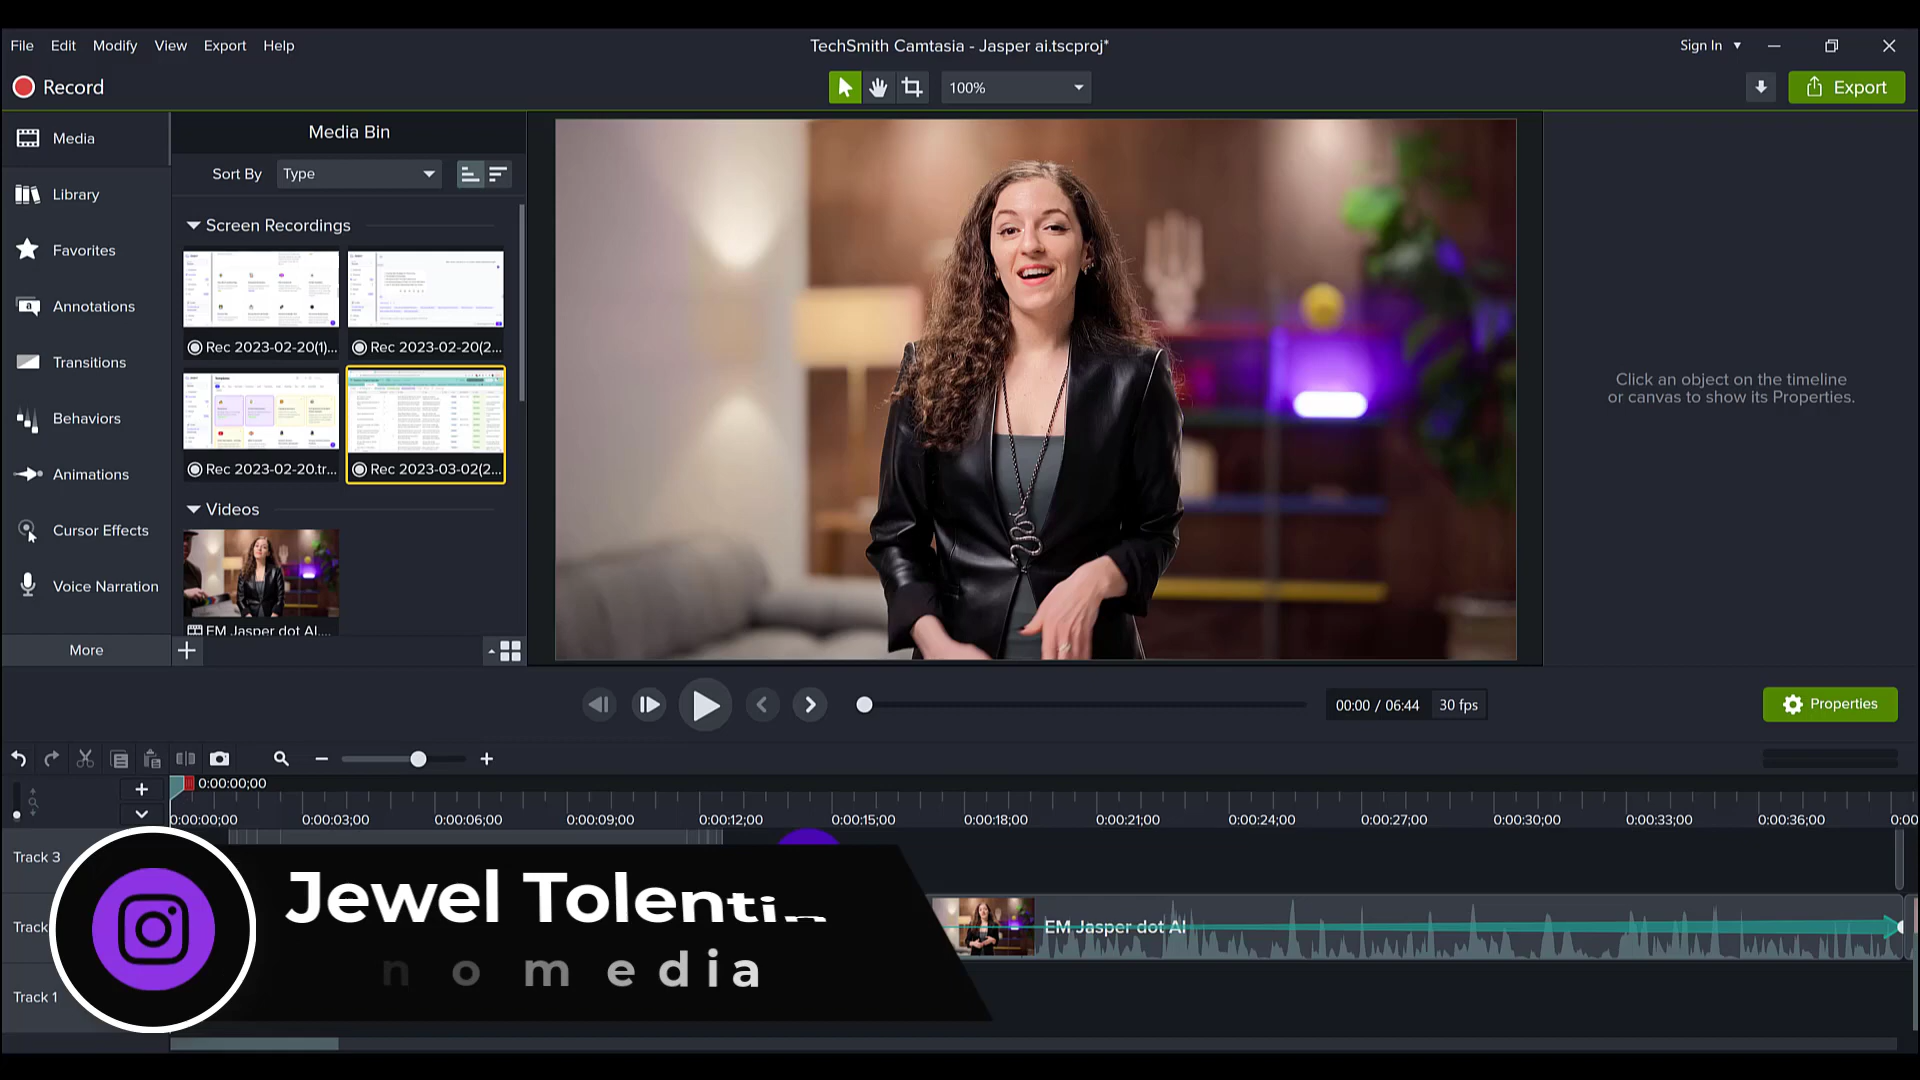 File Edit Modify View Export Help
TechSmith Camtasia - Jasper ai.tscproj*
Sign In
Record
100%
Export
Media
Library
Favorites
Annotations
Transitions
Behaviors
Animations
Cursor Effects
Voice Narration
More
Media Bin
Sort By Type
Screen Recordings
Rec 2023-02-20(1)...
Rec 2023-02-20(2...
Rec 2023-02-20.tr...
Rec 2023-03-02(2...
Videos
EM Jasper dot AI....
Click an object on the timeline
or canvas to show its Properties.
00:00 / 06:44 30 fps
Properties
0:00:00;00
0:00:00;00 0:00:03;00 0:00:06;00 0:00:09;00 0:00:12;00 0:00:15;00 0:00:18;00 0:00:21;00 0:00:24;00 0:00:27;00 0:00:30;00 0:00:33;00 0:00:36;00 0:00
Track 3
Track
EM Jasper dot AI
Track 1
Jewel Tolentin
nomedia